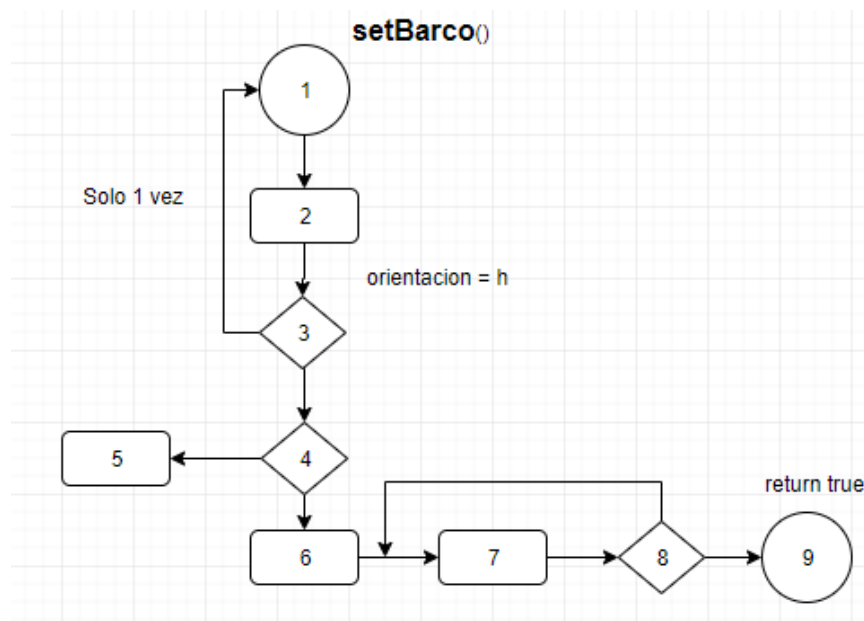 setBarco()
1
Solo 1 vez
2
orientacion = h
3
5
4
return true
6
7
8
9